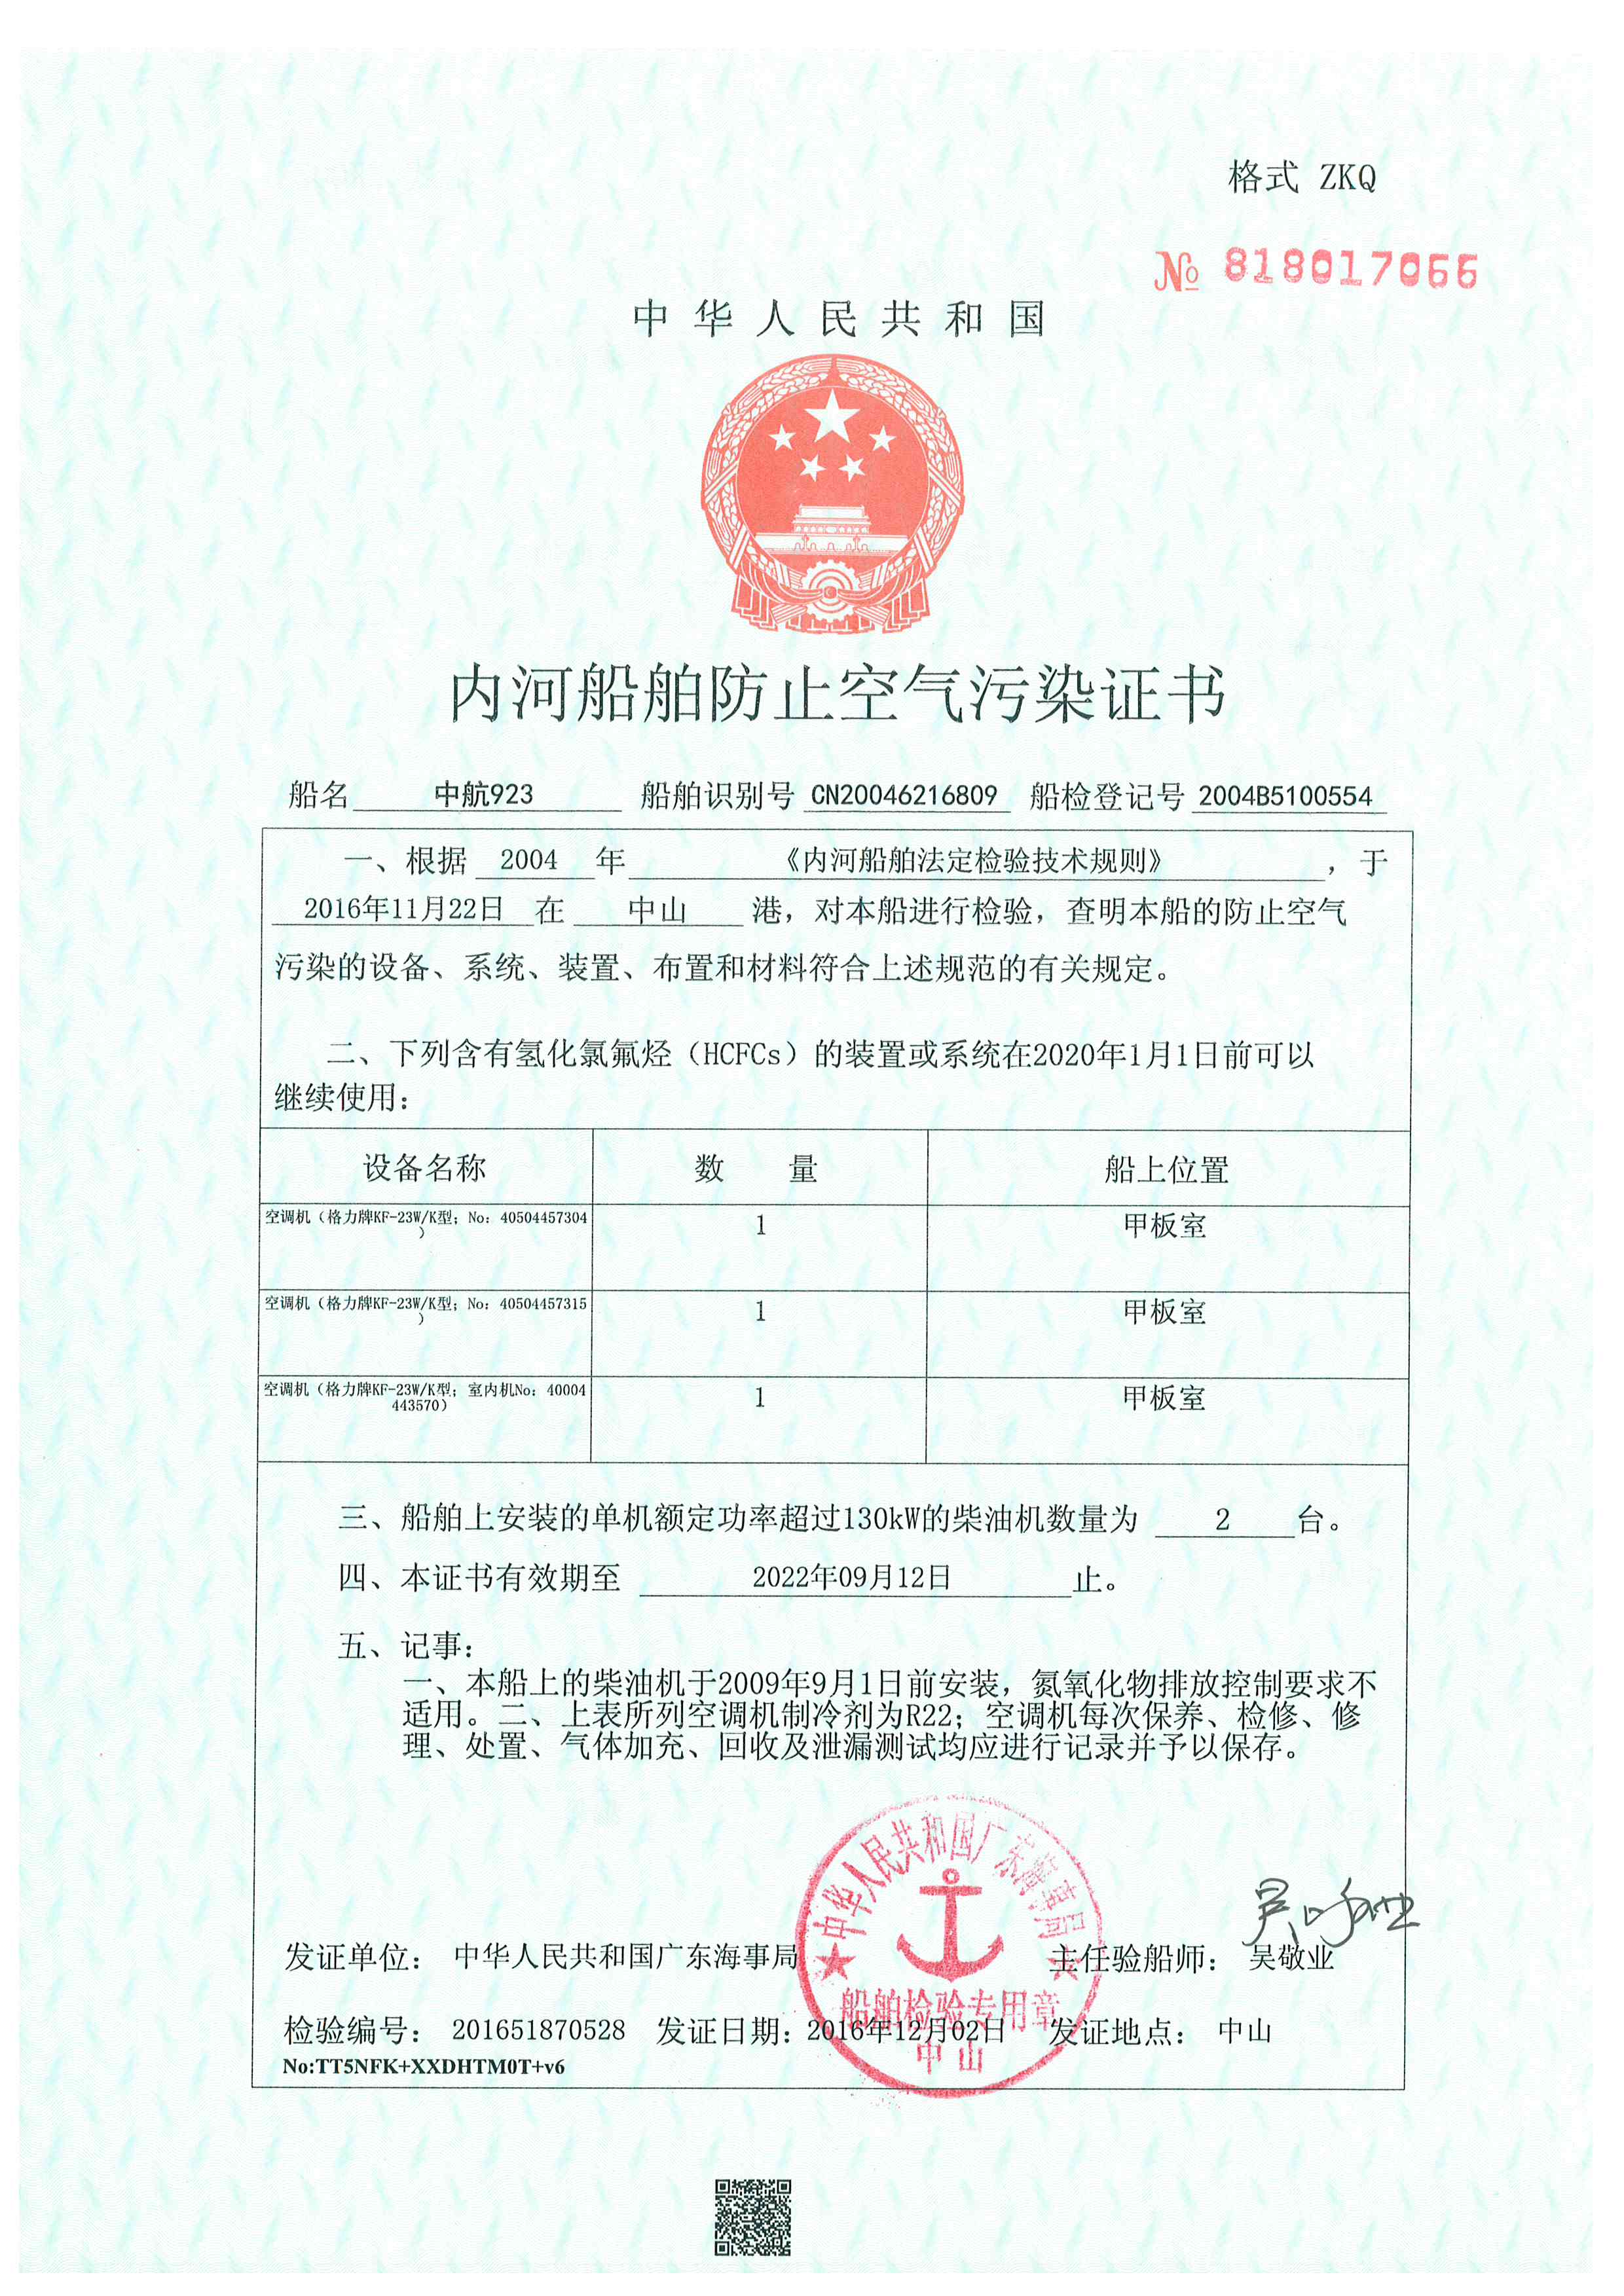 格式 ZKQ
№ 818017066
中华人民共和国
内河船舶防止空气污染证书
船名 中航923 船舶识别号 CN20046216809 船检登记号 2004B5100554
一、根据 2004 年 《内河船舶法定检验技术规则》 ，于
2016年11月22日 在 中山 港，对本船进行检验，查明本船的防止空气
污染的设备、系统、装置、布置和材料符合上述规范的有关规定。
二、下列含有氢化氯氟烃（HCFCs）的装置或系统在2020年1月1日前可以
继续使用：
设备名称 数 量 船上位置
空调机（格力牌KF-23W/K型；No：40504457304
） 1 甲板室
空调机（格力牌KF-23W/K型；No：40504457315
） 1 甲板室
空调机（格力牌KF-23W/K型；室内机No：40004
443570） 1 甲板室
三、船舶上安装的单机额定功率超过130kW的柴油机数量为 2 台。
四、本证书有效期至 2022年09月12日 止。
五、记事：
一、本船上的柴油机于2009年9月1日前安装，氮氧化物排放控制要求不
适用。二、上表所列空调机制冷剂为R22；空调机每次保养、检修、修
理、处置、气体加充、回收及泄漏测试均应进行记录并予以保存。
中华人民共和国广东海事局
船舶检验专用章
中山
吴敬业
发证单位： 中华人民共和国广东海事局 主任验船师： 吴敬业
检验编号： 201651870528 发证日期：2016年12月02日 发证地点： 中山
No:TT5NFK+XXDHTM0T+v6